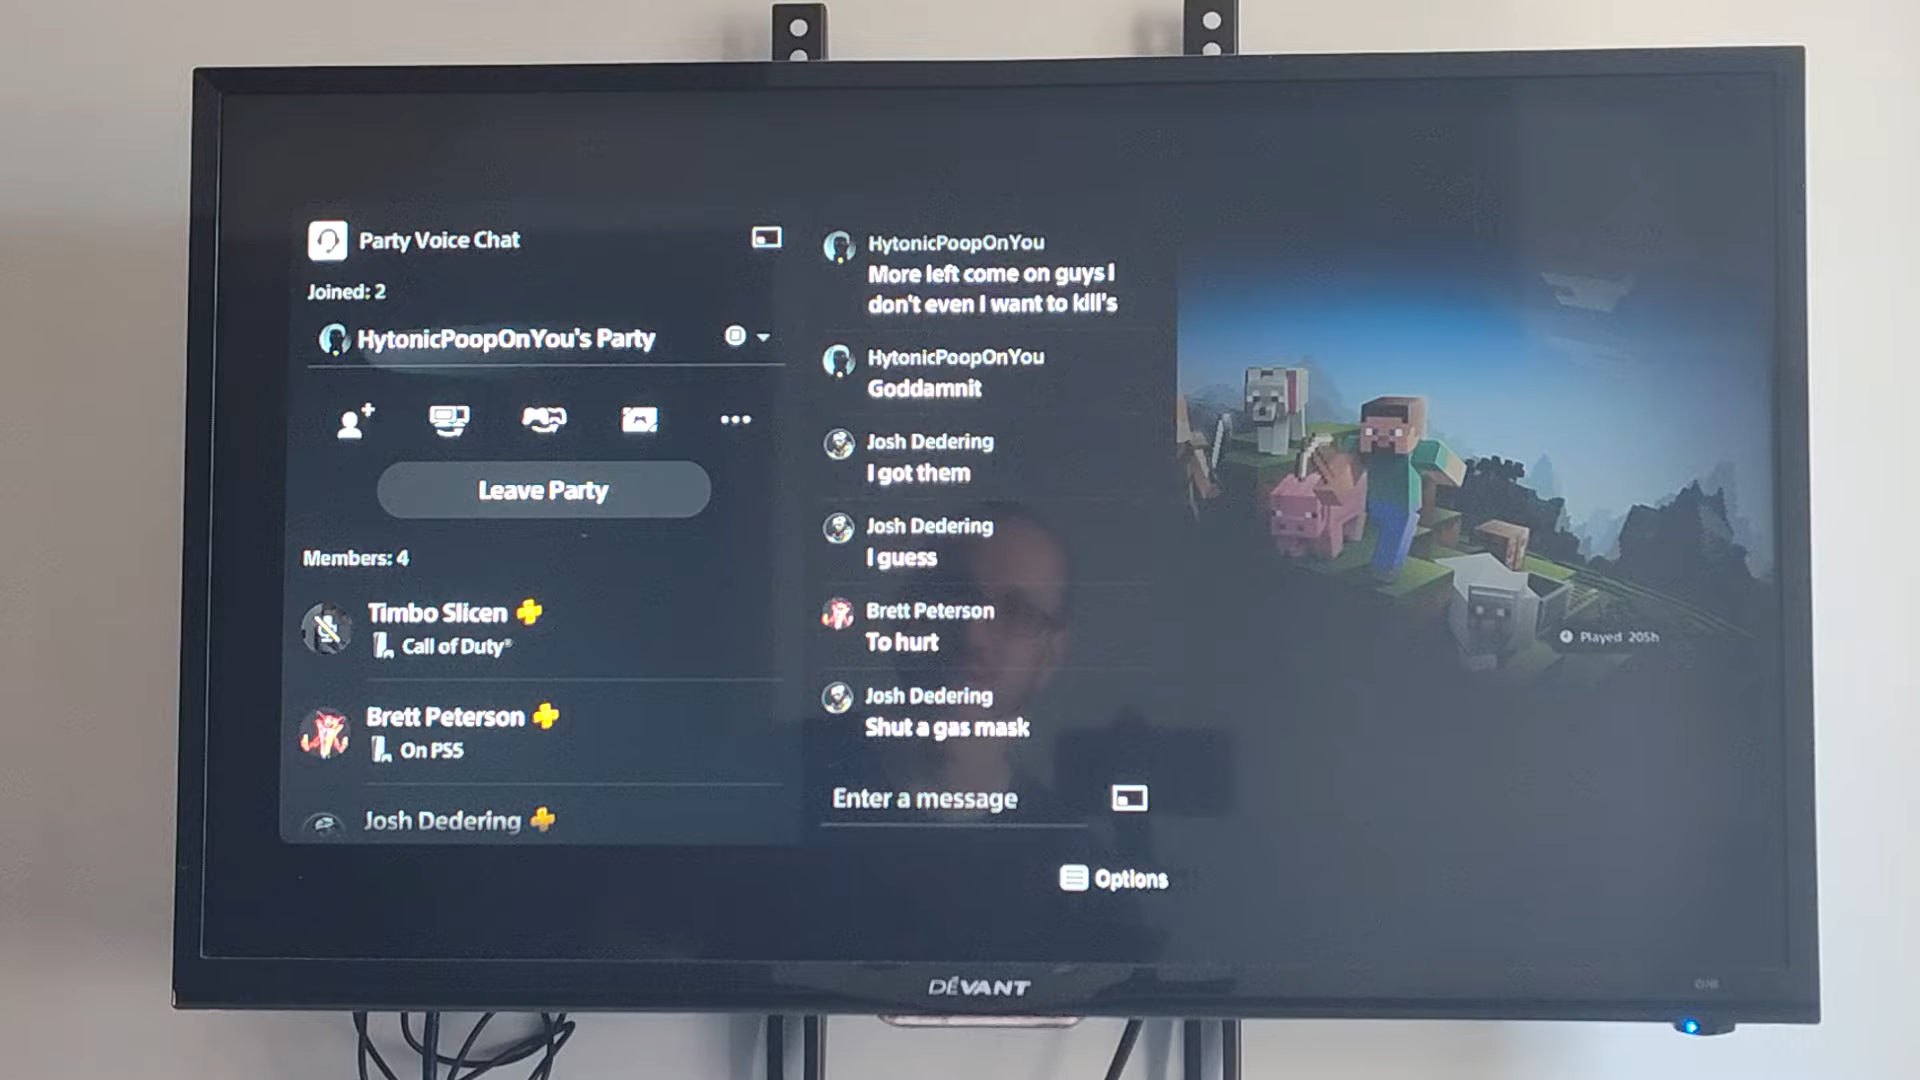 Party Voice Chat
Joined: 2
HytonicPoopOnYou's Party
Leave Party
Members: 4
Timbo Slicen
Call of Duty®
Brett Peterson
On PS5
Josh Dedering
HytonicPoopOnYou
More left come on guys I
don't even I want to kill's
HytonicPoopOnYou
Goddamnit
Josh Dedering
I got them
Josh Dedering
I guess
Brett Peterson
To hurt
Josh Dedering
Shut a gas mask
Enter a message
Options
Played 205h
DEVANT